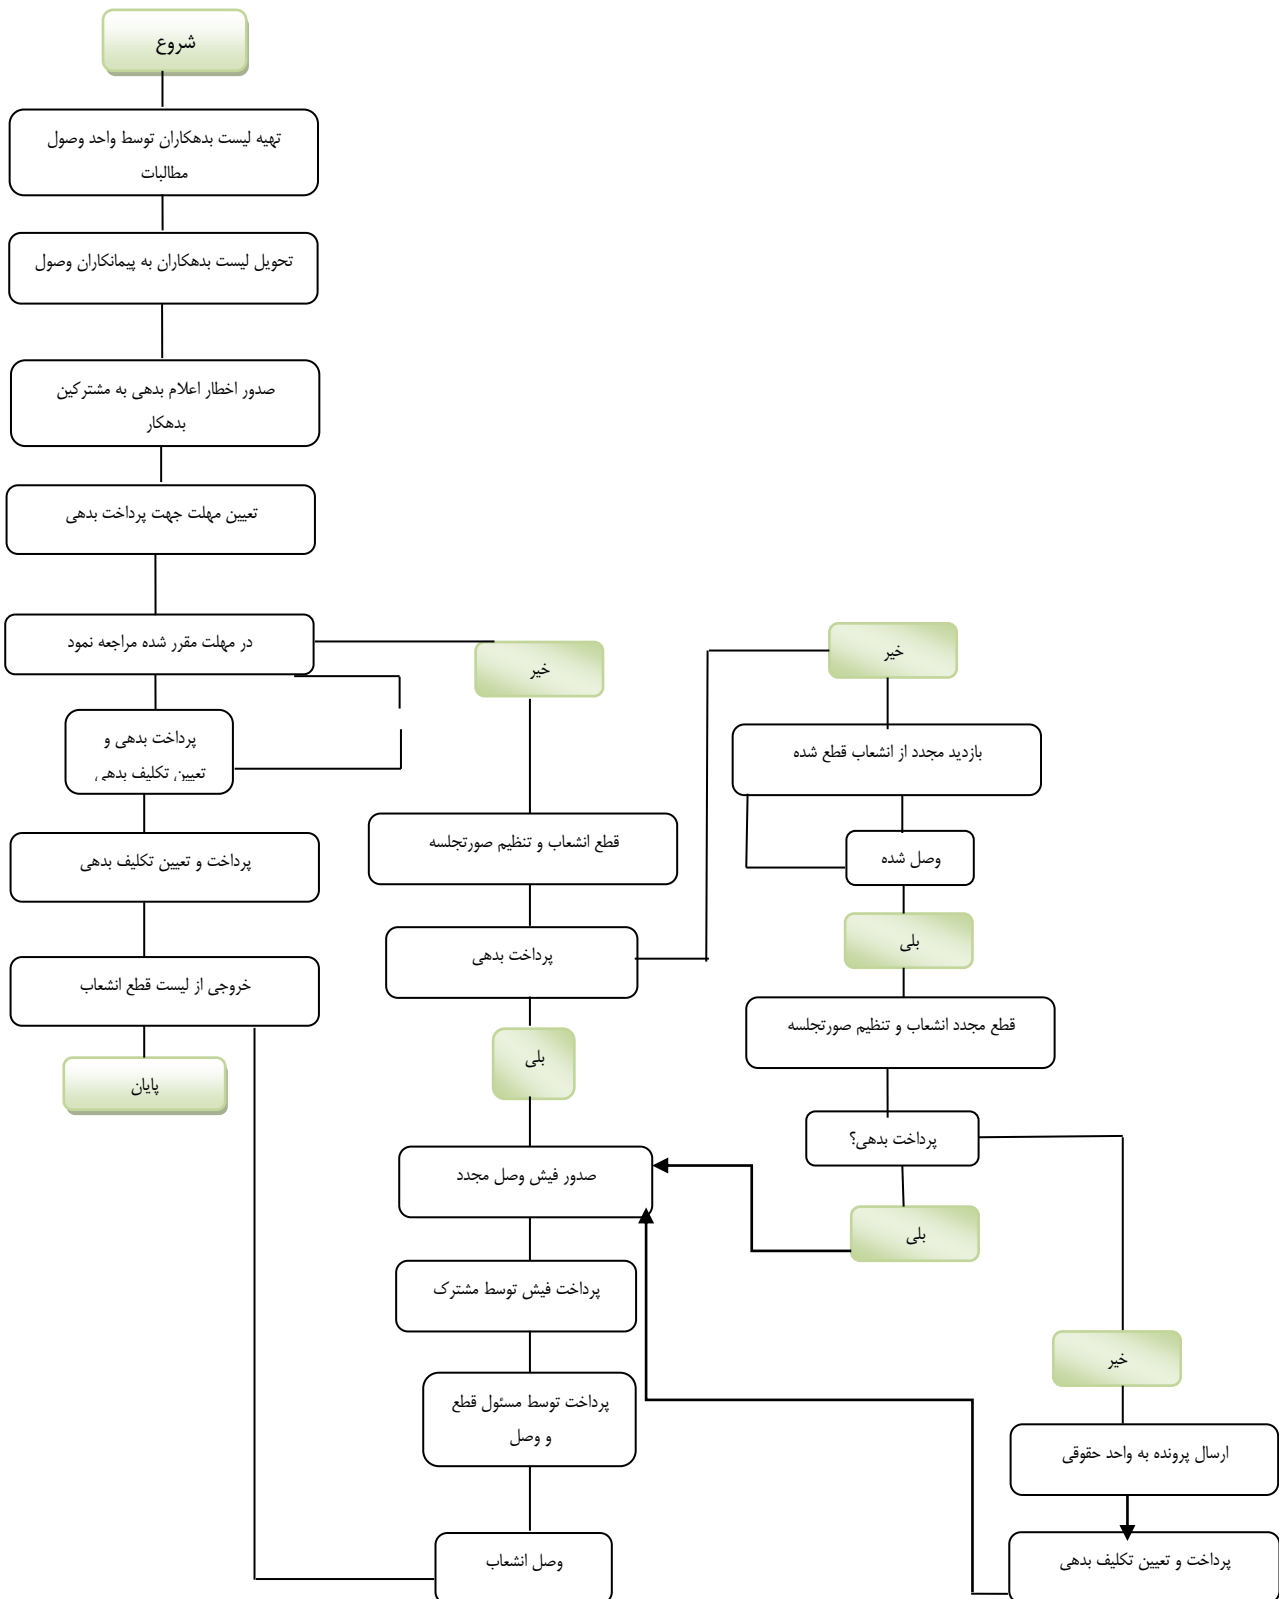 شروع
تهیه لیست بدهکاران توسط واحد وصول
مطالبات
تحویل لیست بدهکاران به پیمانکاران وصول
صدور اخطار اعلام بدهی به مشترکین
بدهکار
تعیین مهلت جهت پرداخت بدهی
در مهلت مقرر شده مراجعه نمود
پرداخت بدهی و
تعیین تکلیف بدهی
پرداخت و تعیین تکلیف بدهی
خروجی از لیست قطع انشعاب
پایان
خیر
قطع انشعاب و تنظیم صورتجلسه
پرداخت بدهی
بلی
صدور فیش وصل مجدد
پرداخت فیش توسط مشترک
پرداخت توسط مسئول قطع
و وصل
وصل انشعاب
خیر
بازدید مجدد از انشعاب قطع شده
وصل شده
بلی
قطع مجدد انشعاب و تنظیم صورتجلسه
پرداخت بدهی؟
بلی
خیر
ارسال پرونده به واحد حقوقی
پرداخت و تعیین تکلیف بدهی